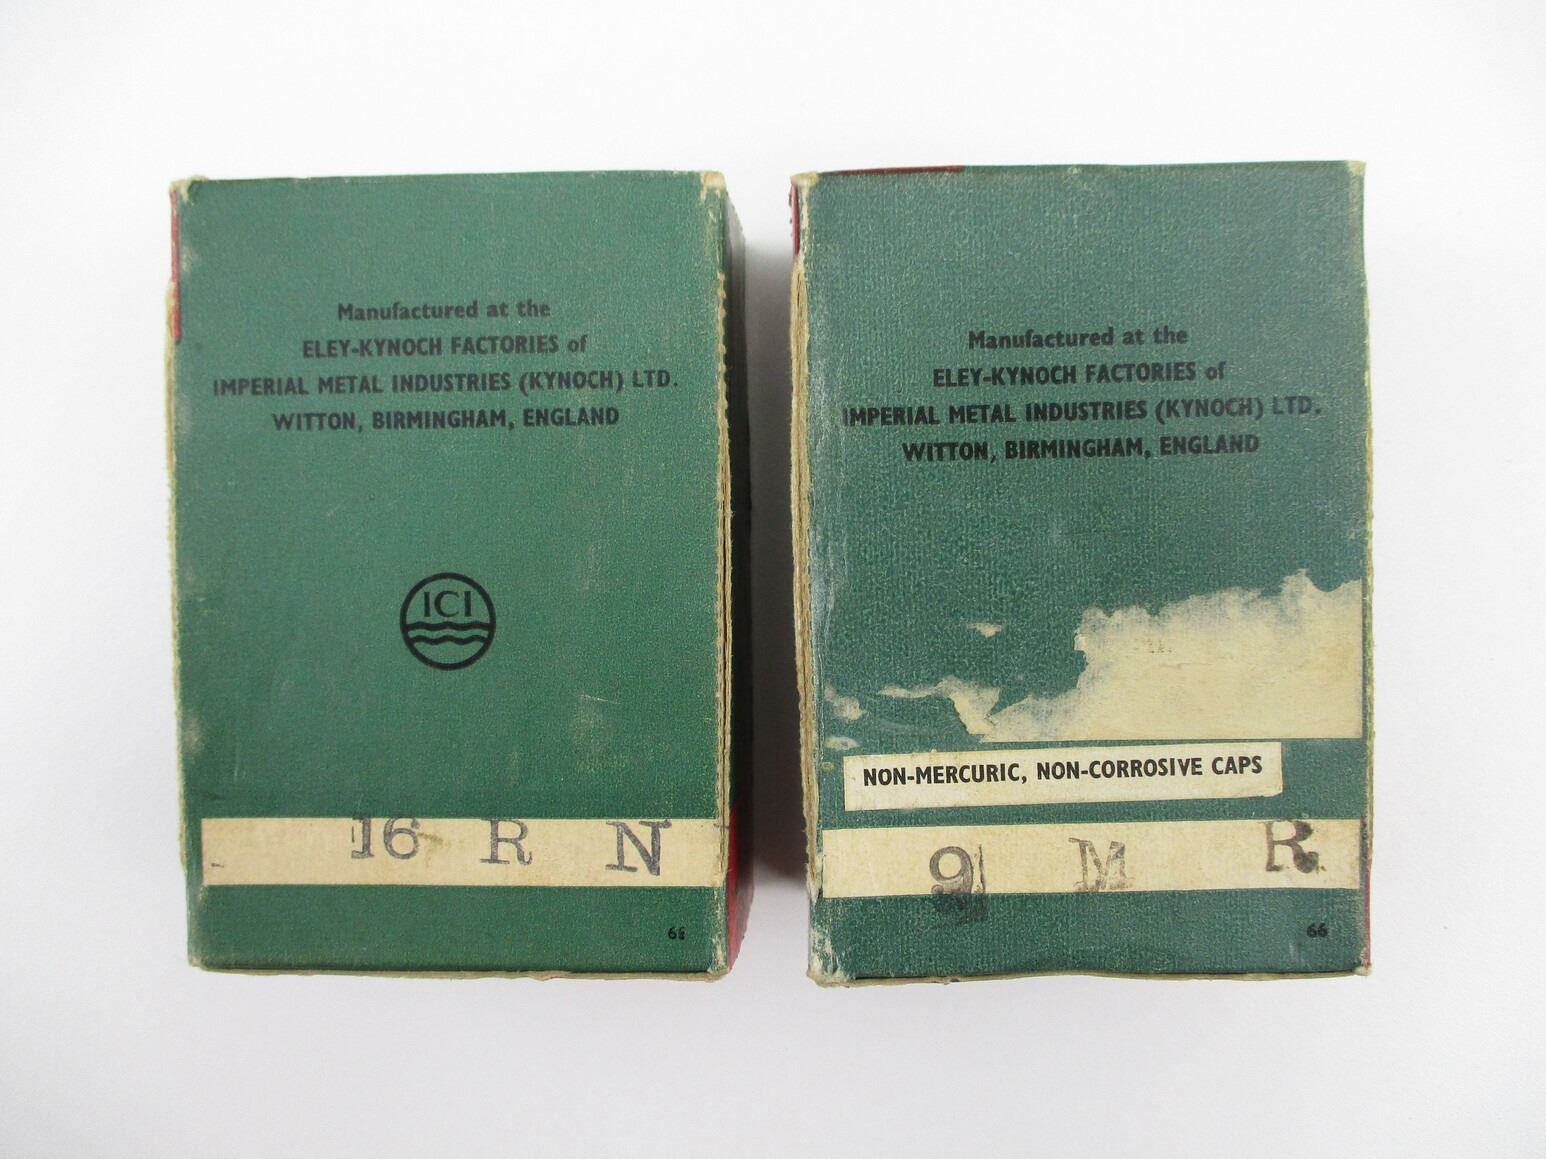 Manufactured at the
ELEY-KYNOCH FACTORIES of
IMPERIAL METAL INDUSTRIES (KYNOCH) LTD.
WITTON, BIRMINGHAM, ENGLAND
ICI
16 R N
Manufactured at the
ELEY-KYNOCH FACTORIES of
IMPERIAL METAL INDUSTRIES (KYNOCH) LTD.
WITTON, BIRMINGHAM, ENGLAND
NON-MERCURIC, NON-CORROSIVE CAPS
9 M R
66